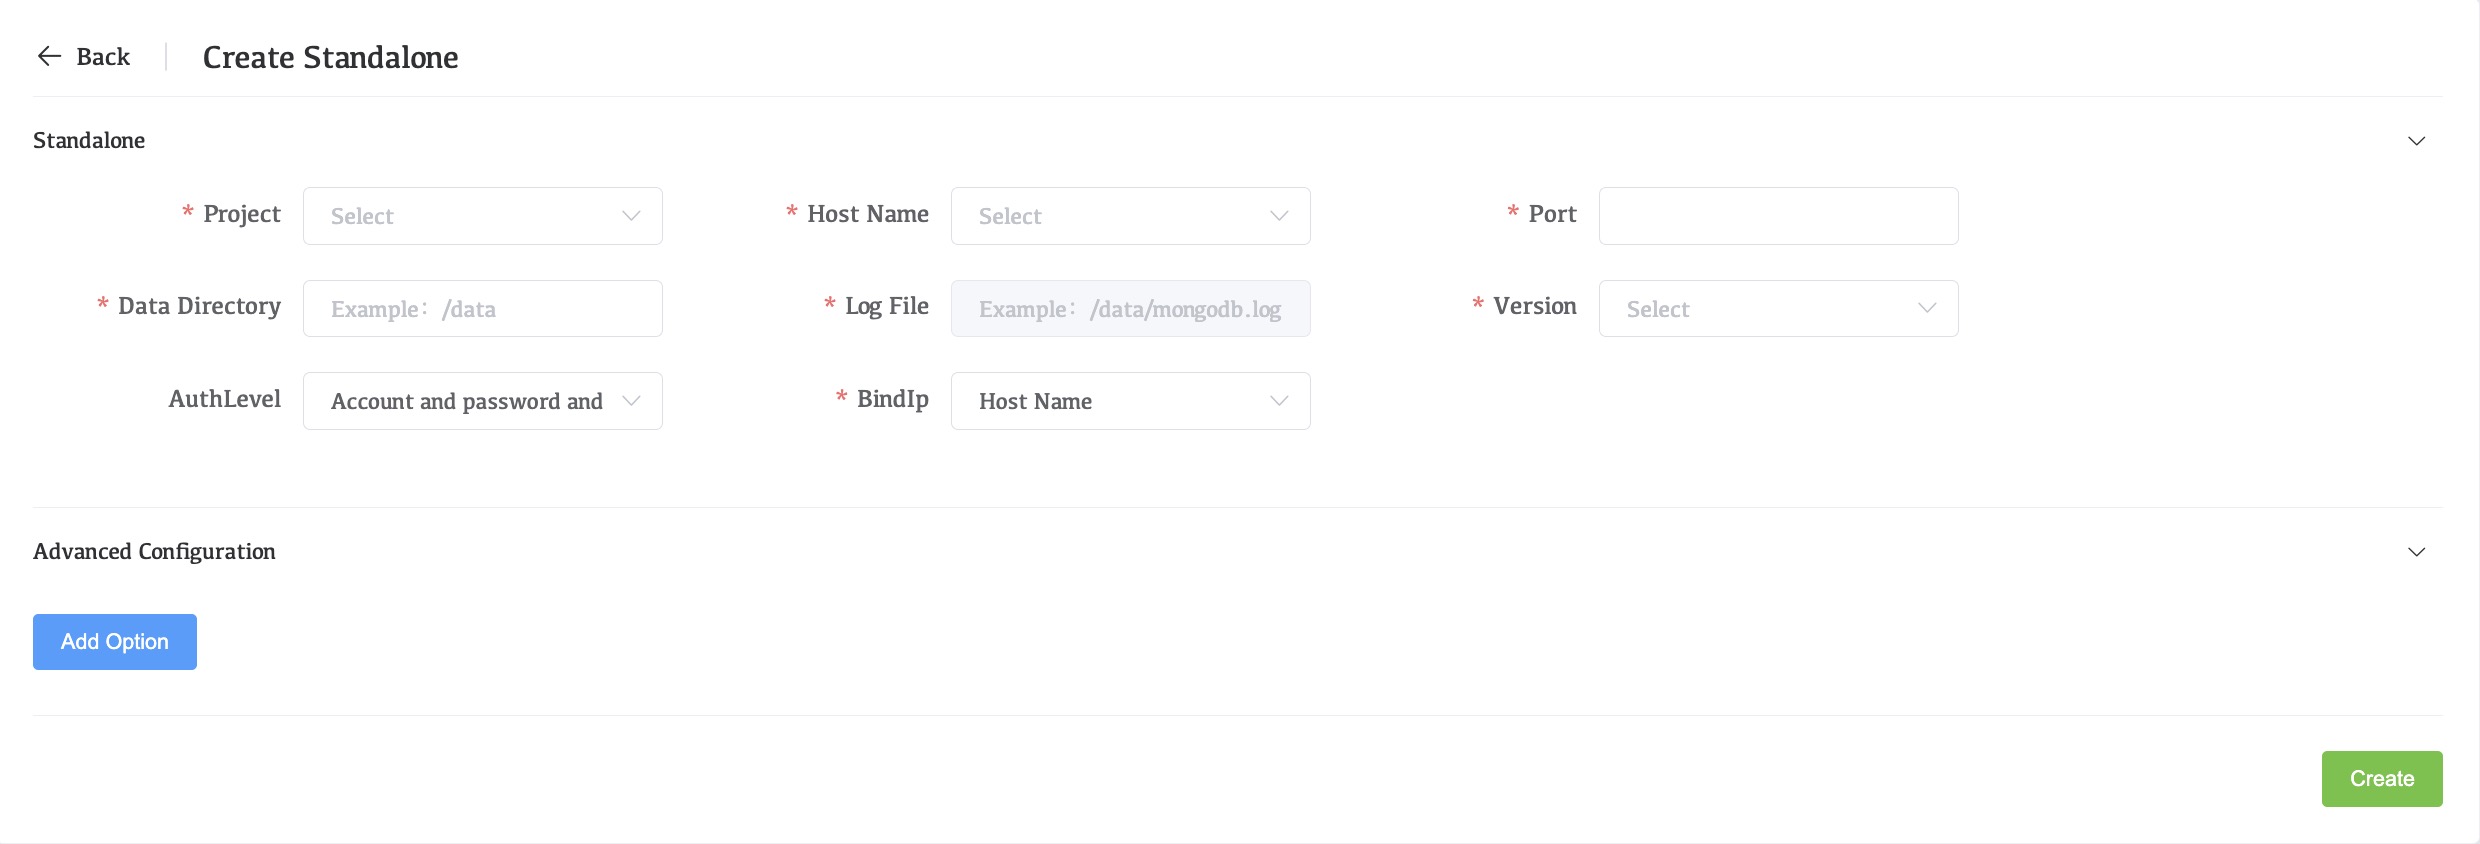 Back Create Standalone
Standalone
* Project Select * Host Name Select * Port
* Data Directory Example: /data * Log File Example: /data/mongodb.log * Version Select
AuthLevel Account and password and * BindIp Host Name
Advanced Configuration
Add Option
Create